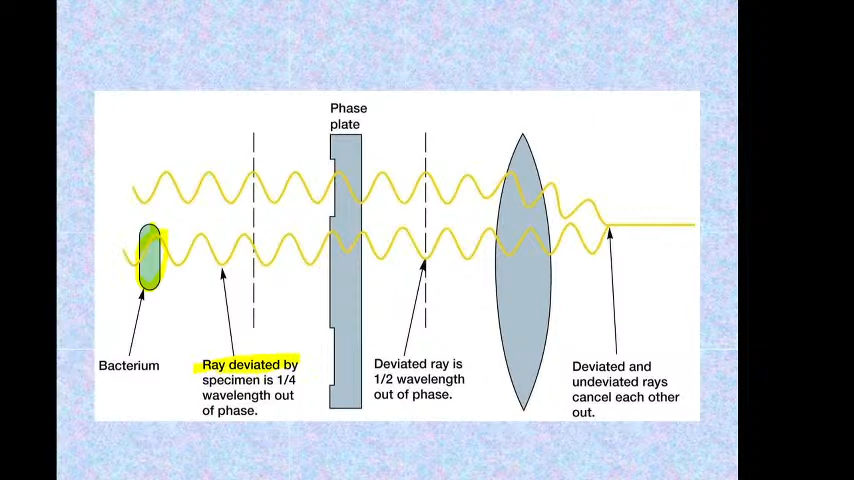 Phase
plate
Bacterium
Ray deviated by
specimen is 1/4
wavelength out
of phase.
Deviated ray is
1/2 wavelength
out of phase.
Deviated and
undeviated rays
cancel each other
out.